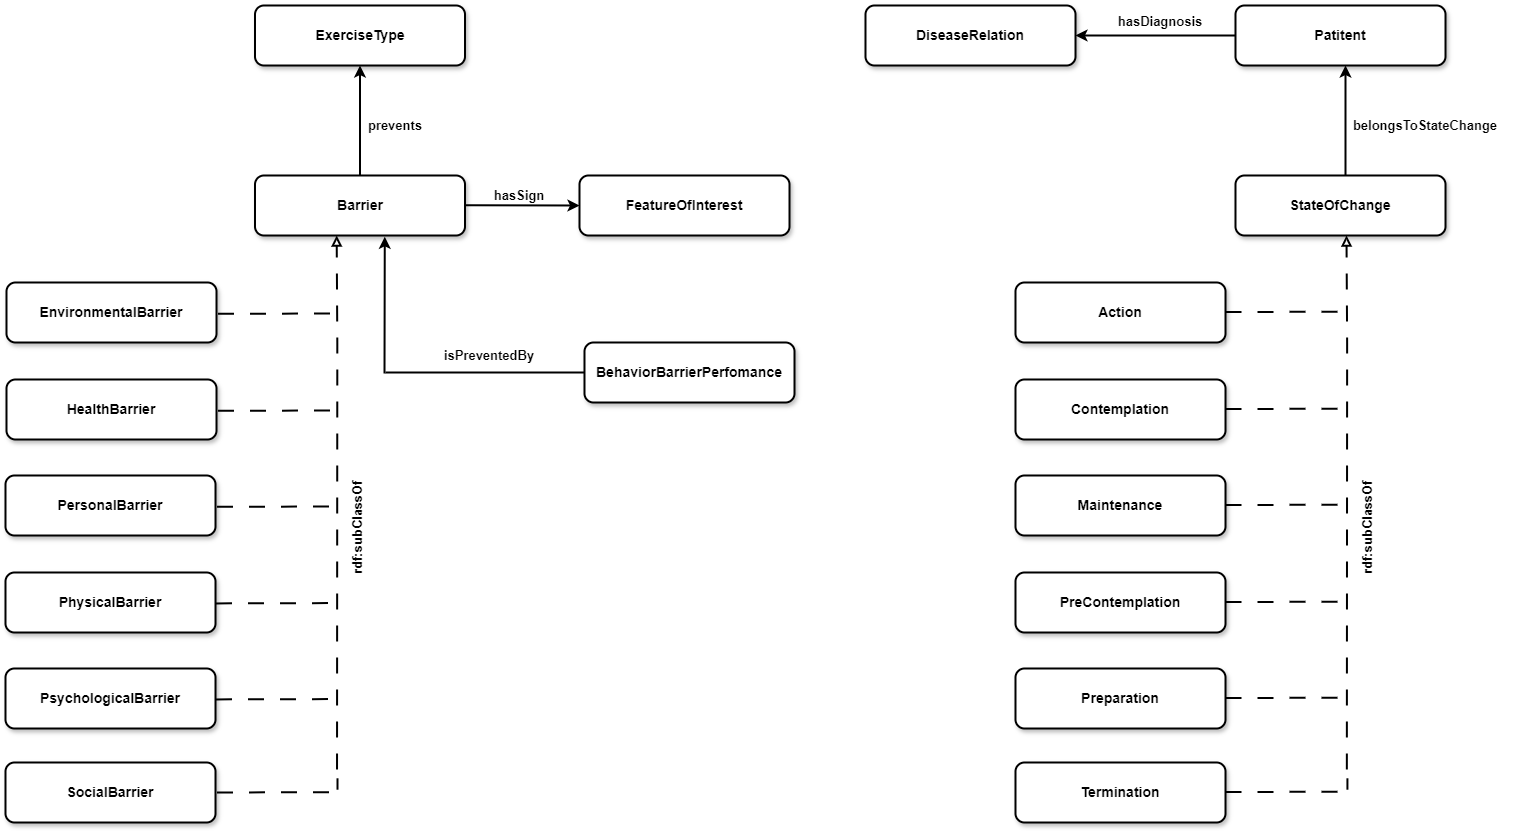 ExerciseType
DiseaseRelation
hasDiagnosis
Patitent
prevents
belongsToStateChange
Barrier
hasSign
FeatureOfInterest
StateOfChange
EnvironmentalBarrier
Action
isPreventedBy
BehaviorBarrierPerfomance
HealthBarrier
Contemplation
PersonalBarrier
rdf:subClassOf
Maintenance
rdf:subClassOf
PhysicalBarrier
PreContemplation
PsychologicalBarrier
Preparation
SocialBarrier
Termination